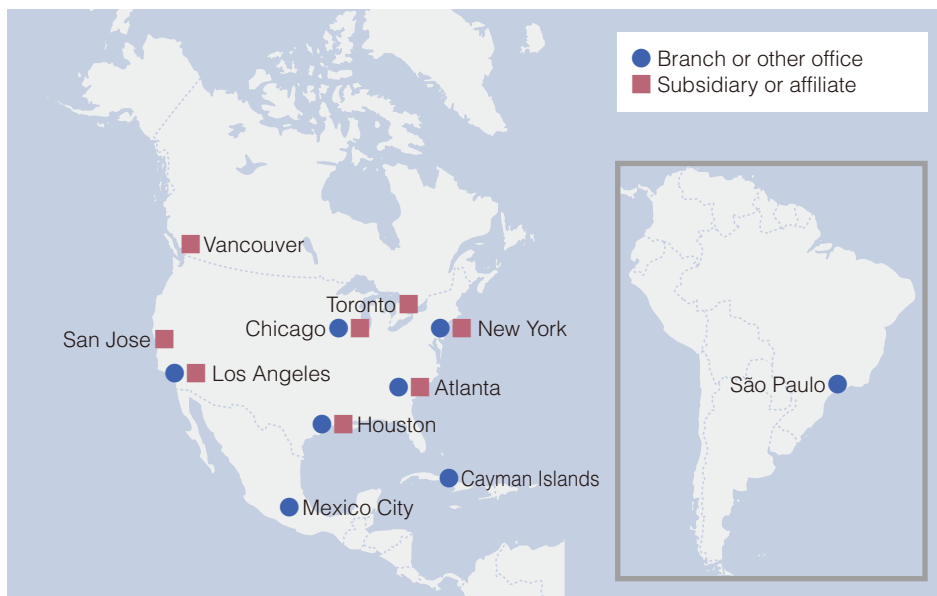 Branch or other office
Subsidiary or affiliate
Vancouver
Toronto
Chicago
New York
San Jose
Los Angeles
Atlanta
São Paulo
Houston
Cayman Islands
Mexico City